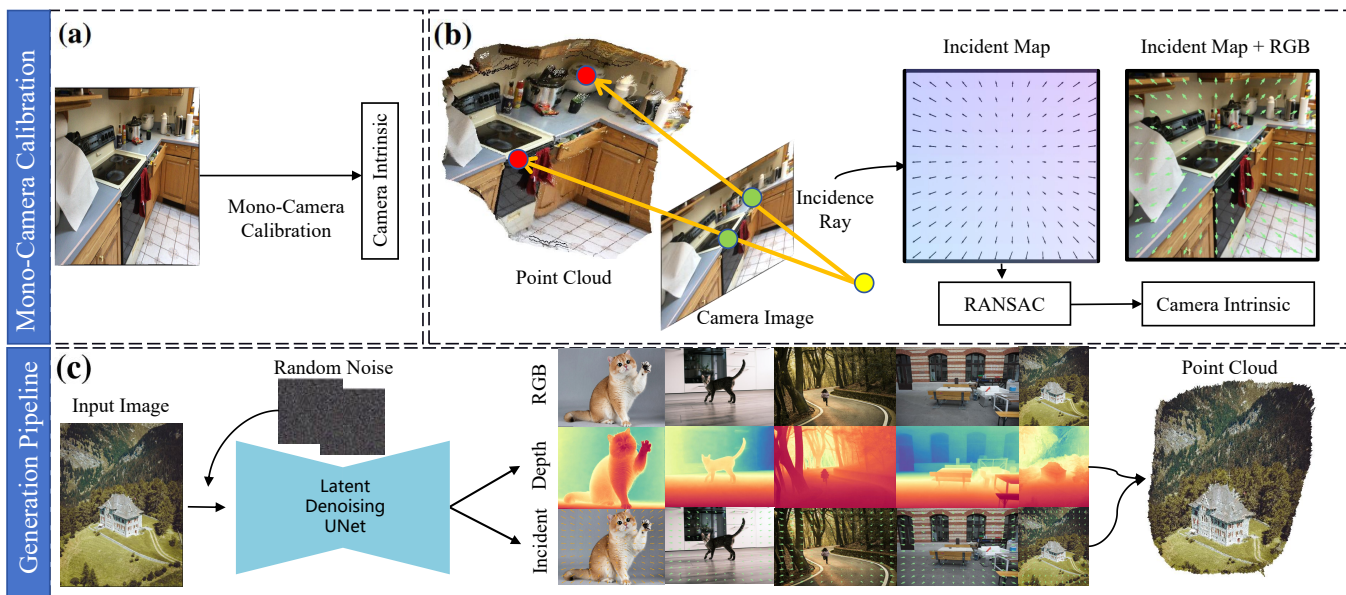 Mono-Camera Calibration
(a)
Mono-Camera
Calibration
Camera Intrinsic
(b)
Point Cloud
Camera Image
Incidence
Ray
Incident Map
Incident Map + RGB
RANSAC
Camera Intrinsic
Generation Pipeline
(c)
Input Image
Random Noise
Latent
Denoising
UNet
RGB
Depth
Incident
Point Cloud